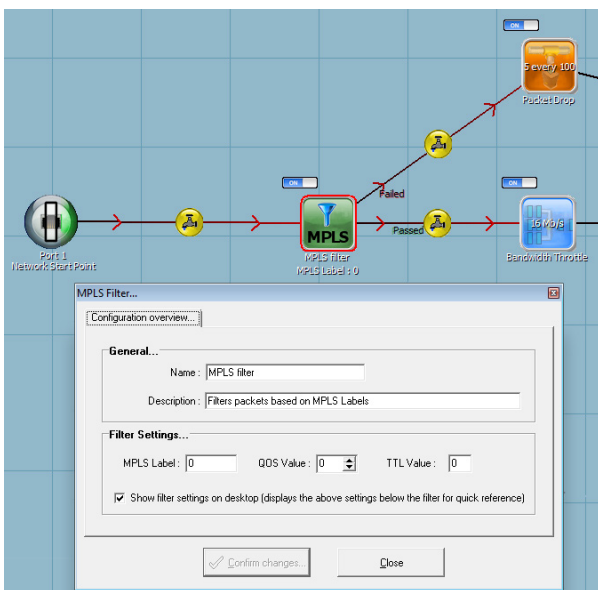 ON
5 every 100
Packet Drop
ON
ON
Failed
Passed
MPLS
16 Mb/s
Port 1
Network Start Point
MPLS filter
MPLS Label : 0
Bandwidth Throttle
MPLS Filter...
Configuration overview...
General...
Name : MPLS filter
Description : Filters packets based on MPLS Labels
Filter Settings...
MPLS Label : 0 QOS Value : 0 TTL Value : 0
Show filter settings on desktop (displays the above settings below the filter for quick reference)
Confirm changes... Close